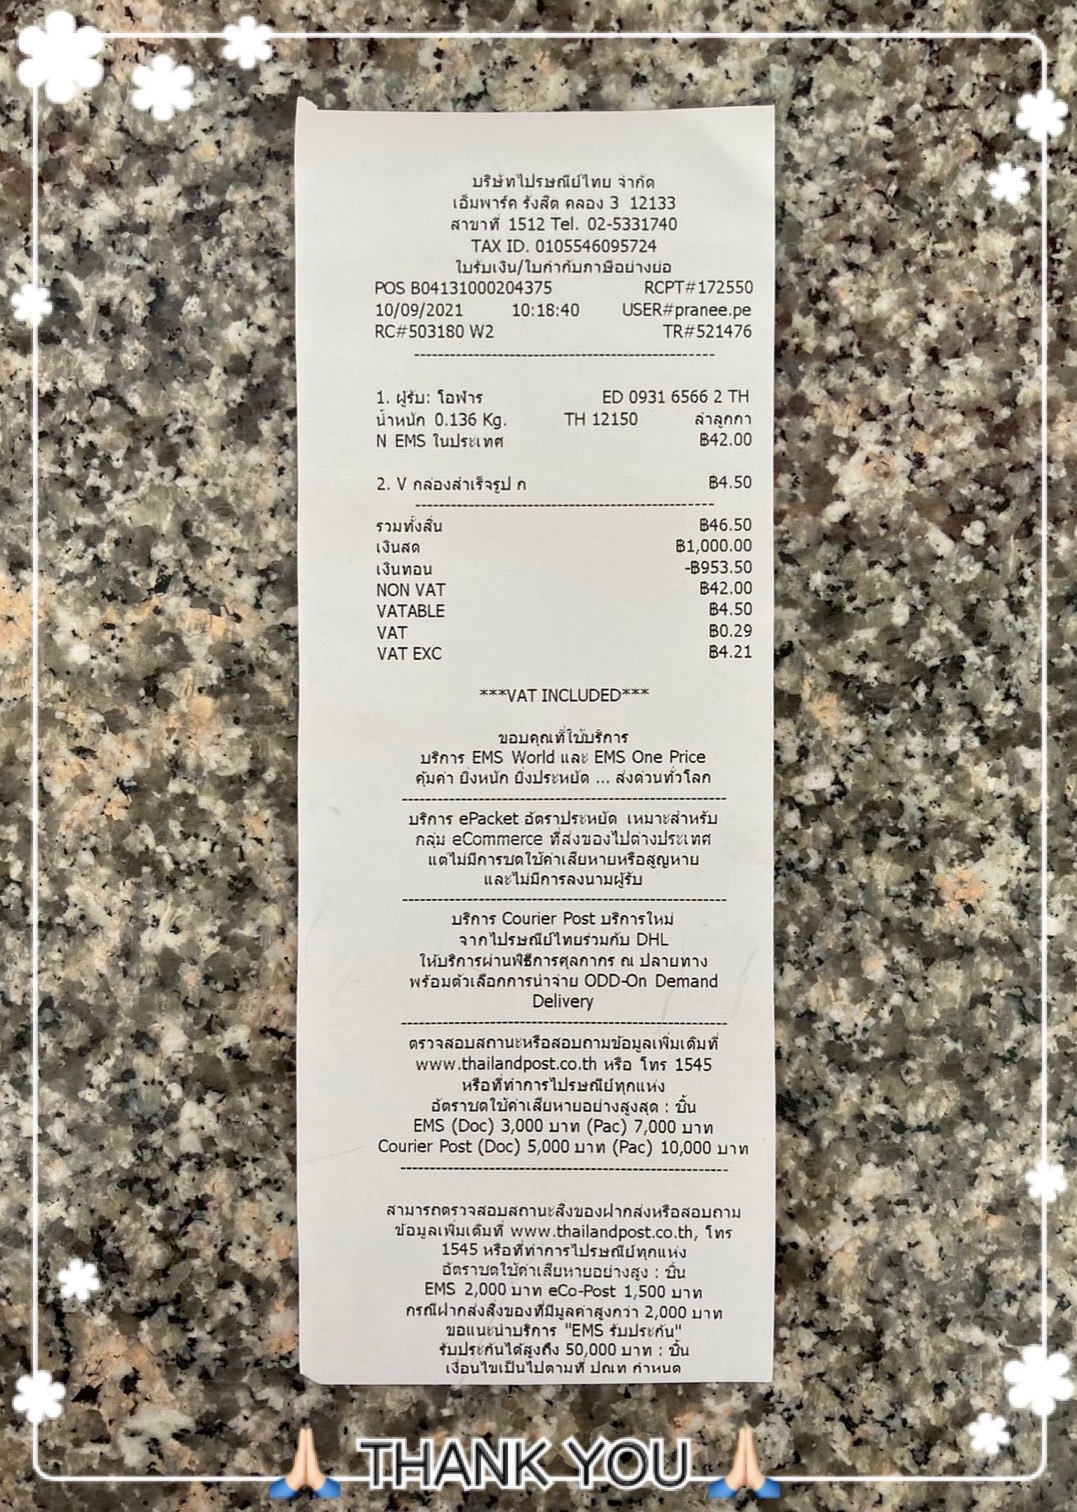 บริษัทไปรษณีย์ไทย จำกัด
เอ็มพาร์ค รังสิต คลอง 3 12133
สาขาที่ 1512 Tel. 02-5331740
TAX ID. 0105546095724
ใบรับเงิน/ใบกำกับภาษีอย่างย่อ
POS B04131000204375 RCPT#172550
10/09/2021 10:18:40 USER#pranee.pe
RC#503180 W2 TR#521476
1. ผู้รับ: โอฬาร ED 0931 6566 2 TH
น้ำหนัก 0.136 Kg. TH 12150 ลำลูกกา
N EMS ในประเทศ ฿42.00
2. V กล่องสำเร็จรูป ก ฿4.50
รวมทั้งสิ้น ฿46.50
เงินสด ฿1,000.00
เงินทอน -฿953.50
NON VAT ฿42.00
VATABLE ฿4.50
VAT ฿0.29
VAT EXC ฿4.21
***VAT INCLUDED***
ขอบคุณที่ใช้บริการ
บริการ EMS World และ EMS One Price
คุ้มค่า ยิ่งหนัก ยิ่งประหยัด ... ส่งด่วนทั่วโลก
บริการ ePacket อัตราประหยัด เหมาะสำหรับ
กลุ่ม eCommerce ที่ส่งของไปต่างประเทศ
แต่ไม่มีการชดใช้ค่าเสียหายหรือสูญหาย
และไม่มีการลงนามผู้รับ
บริการ Courier Post บริการใหม่
จากไปรษณีย์ไทยร่วมกับ DHL
ให้บริการผ่านพิธีการศุลกากร ณ ปลายทาง
พร้อมตัวเลือกการนำจ่าย ODD-On Demand
Delivery
ตรวจสอบสถานะหรือสอบถามข้อมูลเพิ่มเติมที่
www.thailandpost.co.th หรือ โทร 1545
หรือที่ทำการไปรษณีย์ทุกแห่ง
อัตราชดใช้ค่าเสียหายอย่างสูงสุด : ชิ้น
EMS (Doc) 3,000 บาท (Pac) 7,000 บาท
Courier Post (Doc) 5,000 บาท (Pac) 10,000 บาท
สามารถตรวจสอบสถานะสิ่งของฝากส่งหรือสอบถาม
ข้อมูลเพิ่มเติมที่ www.thailandpost.co.th, โทร
1545 หรือที่ทำการไปรษณีย์ทุกแห่ง
อัตราชดใช้ค่าเสียหายอย่างสูง : ชิ้น
EMS 2,000 บาท eCo-Post 1,500 บาท
กรณีฝากส่งสิ่งของที่มีมูลค่าสูงกว่า 2,000 บาท
ขอแนะนำบริการ "EMS รับประกัน"
รับประกันได้สูงถึง 50,000 บาท : ชิ้น
เงื่อนไขเป็นไปตามที่ ปณท กำหนด
🙏 THANK YOU 🙏